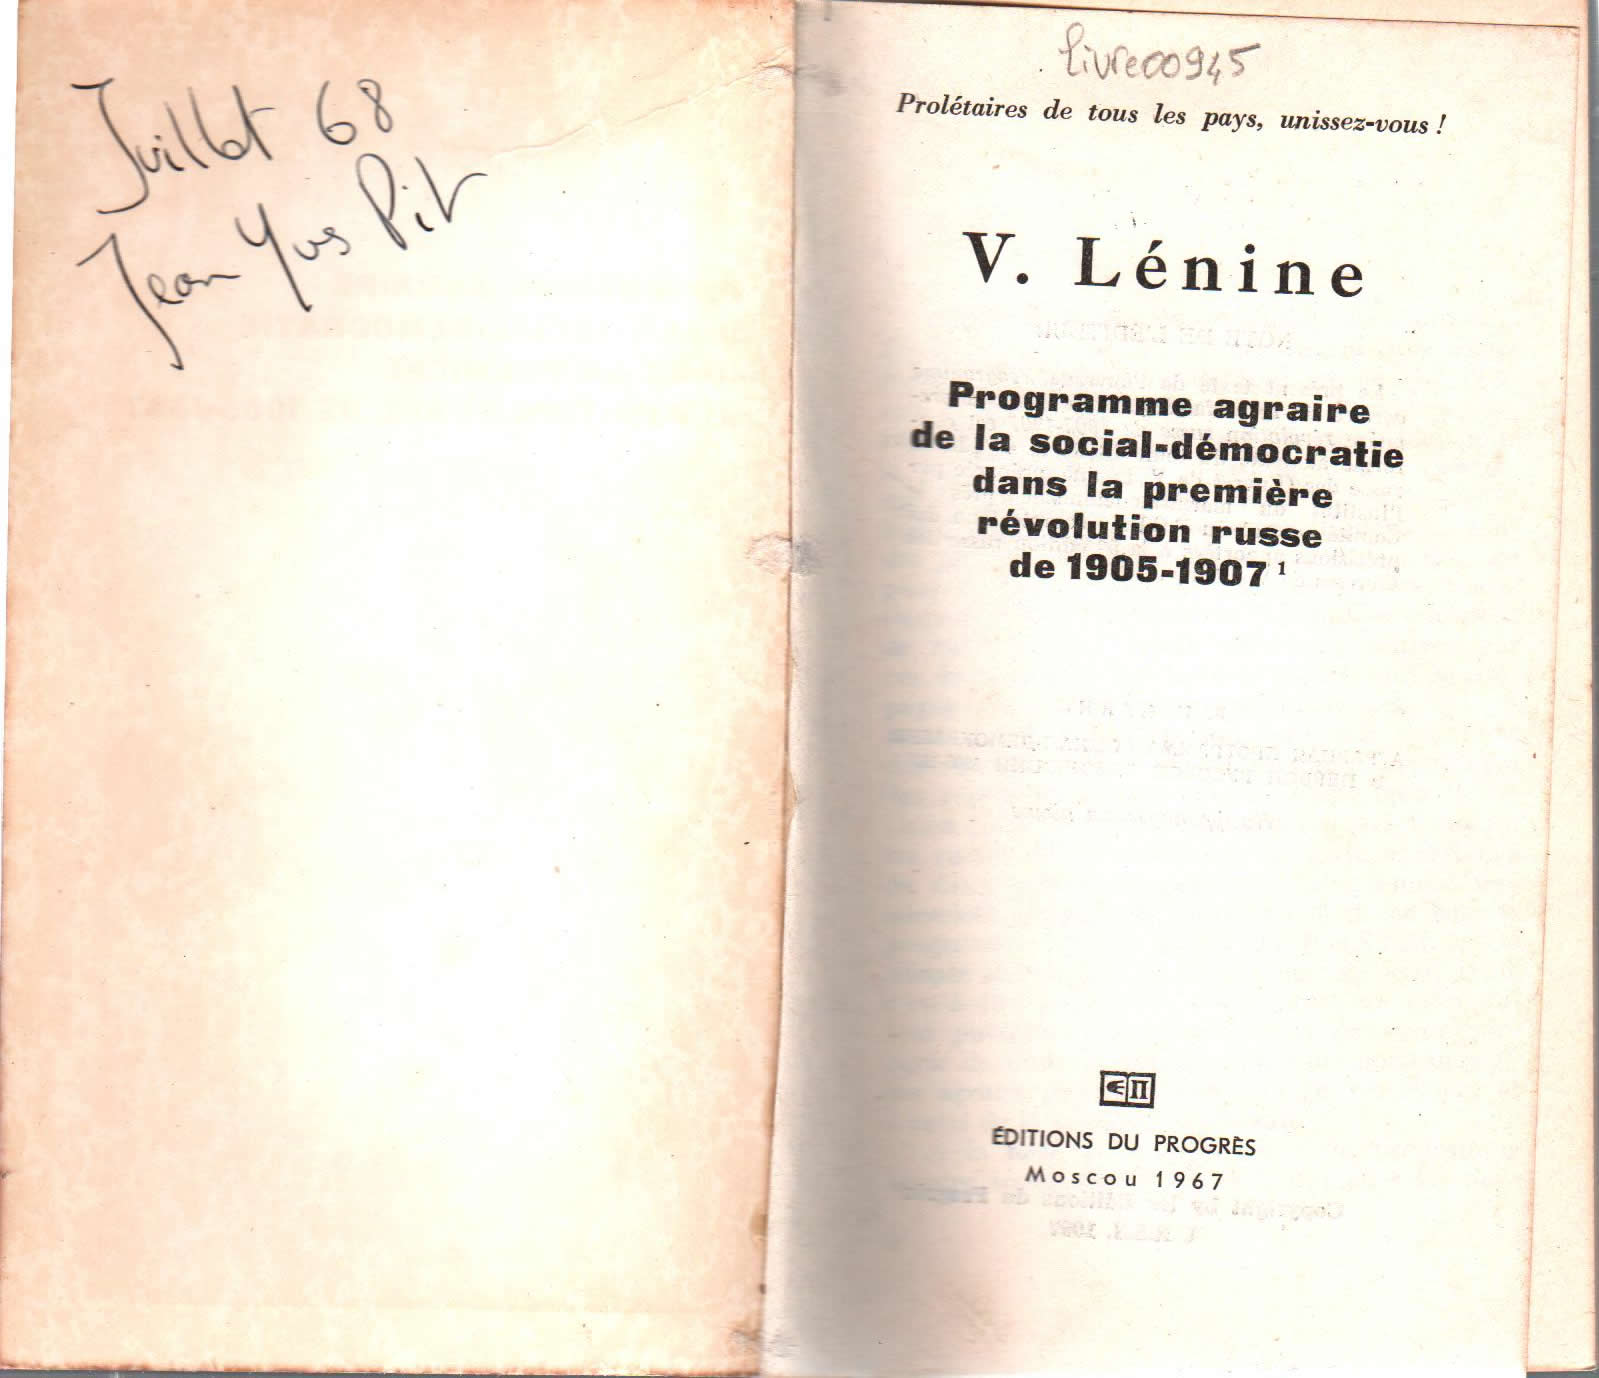 Juillet 68
Jean Yves Pit
livre00945
Prolétaires de tous les pays, unissez-vous !
V. Lénine
Programme agraire
de la social-démocratie
dans la première
révolution russe
de 1905-1907 ¹
ÉDITIONS DU PROGRÈS
Moscou 1967